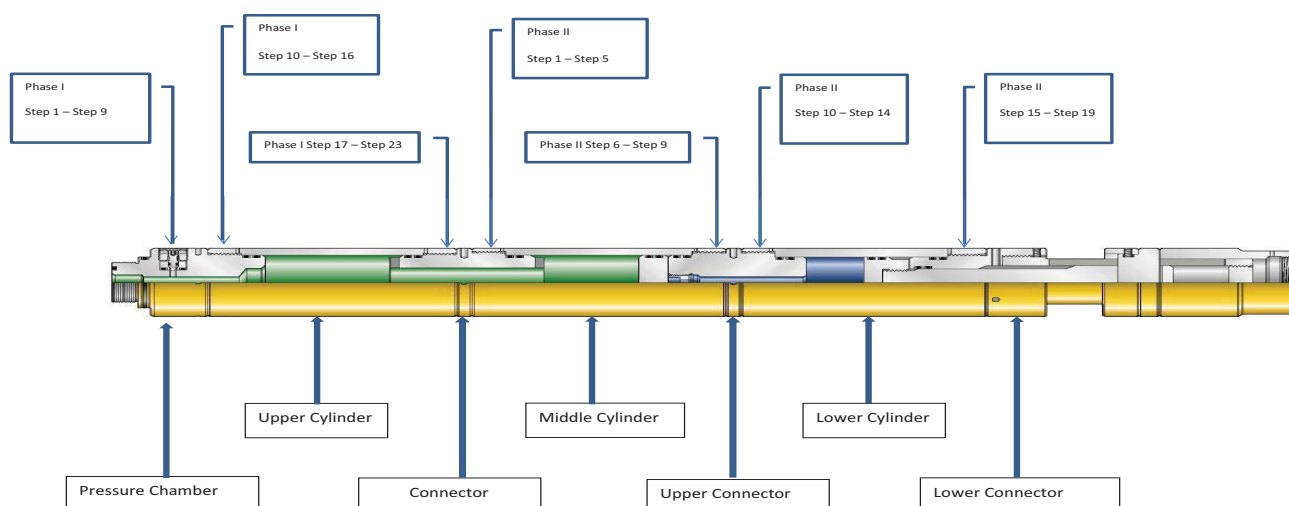 Phase I
Step 10 – Step 16
Phase II
Step 1 – Step 5
Phase I
Step 1 – Step 9
Phase II
Step 10 – Step 14
Phase II
Step 15 – Step 19
Phase I Step 17 – Step 23
Phase II Step 6 – Step 9
Upper Cylinder
Middle Cylinder
Lower Cylinder
Pressure Chamber
Connector
Upper Connector
Lower Connector